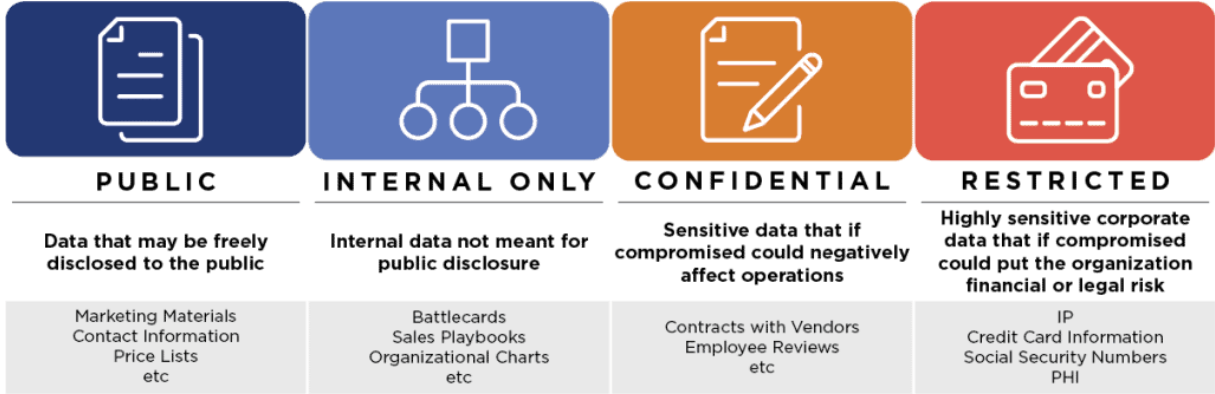 PUBLIC
Data that may be freely
disclosed to the public
Marketing Materials
Contact Information
Price Lists
etc
INTERNAL ONLY
Internal data not meant for
public disclosure
Battlecards
Sales Playbooks
Organizational Charts
etc
CONFIDENTIAL
Sensitive data that if
compromised could negatively
affect operations
Contracts with Vendors
Employee Reviews
etc
RESTRICTED
Highly sensitive corporate
data that if compromised
could put the organization
financial or legal risk
IP
Credit Card Information
Social Security Numbers
PHI